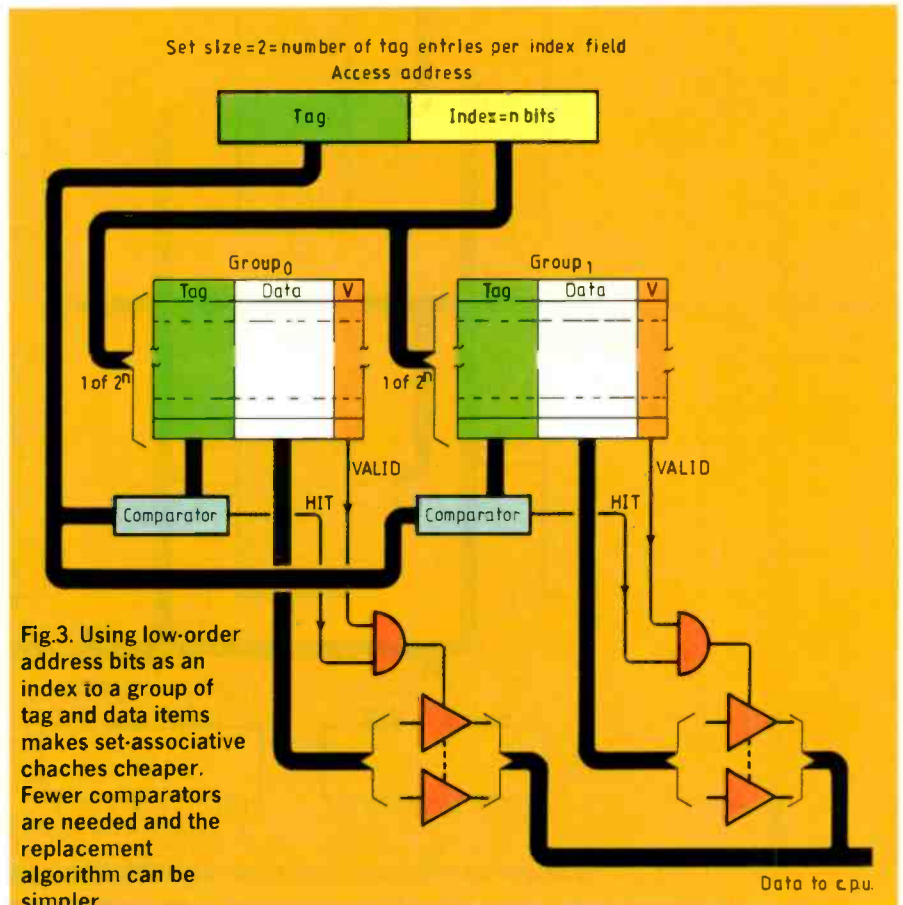 Set size=2=number of tag entries per index field
Access address
Tag
Index=n bits
Group0
Group1
Tag
Data
V
Tag
Data
V
1 of 2n
1 of 2n
VALID
VALID
Comparator
HIT
Comparator
HIT
Fig.3. Using low-order
address bits as an
index to a group of
tag and data items
makes set-associative
chaches cheaper.
Fewer comparators
are needed and the
replacement
algorithm can be
simpler
Data to c.p.u.